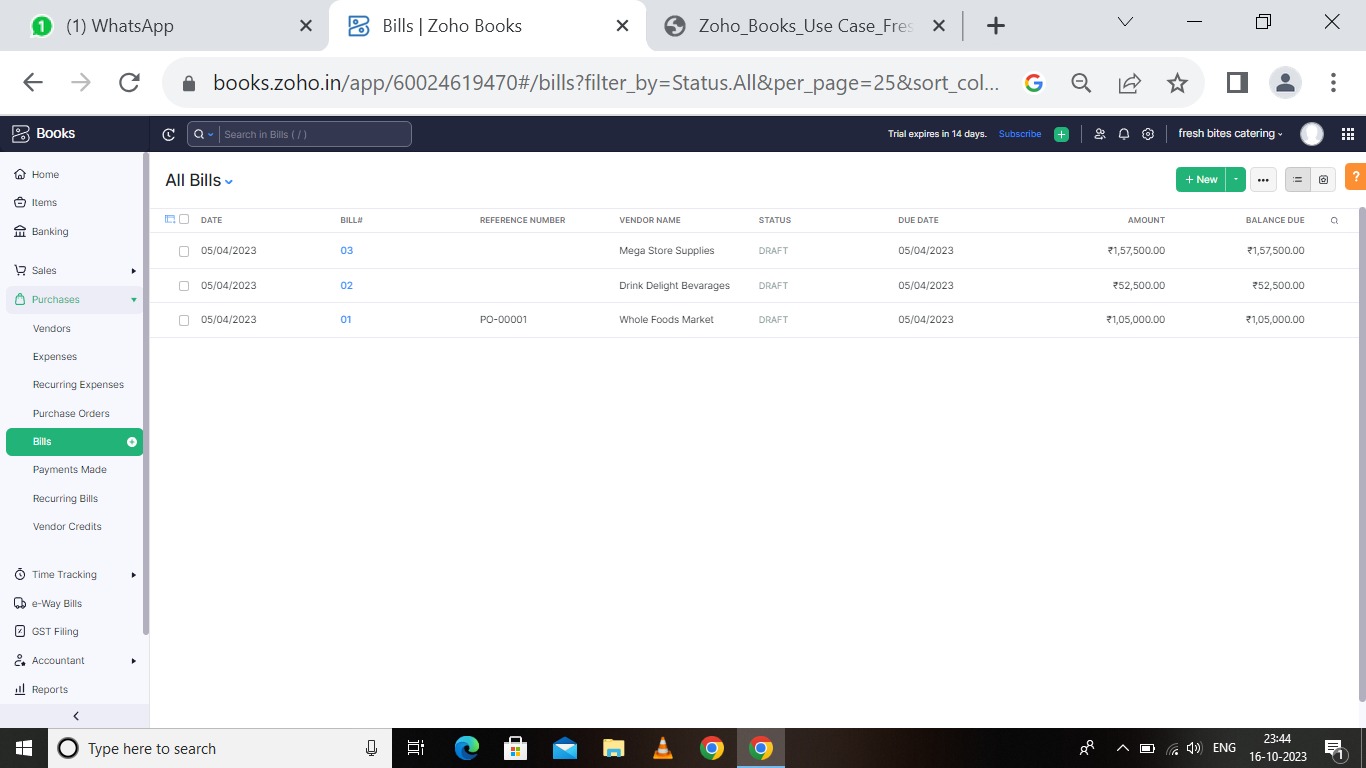 1 (1) WhatsApp
Bills | Zoho Books
Zoho_Books_Use Case_Fres
books.zoho.in/app/60024619470#/bills?filter_by=Status.All&per_page=25&sort_col...
Books
Search in Bills ( / )
Trial expires in 14 days. Subscribe
fresh bites catering
Home
Items
Banking
Sales
Purchases
Vendors
Expenses
Recurring Expenses
Purchase Orders
Bills
Payments Made
Recurring Bills
Vendor Credits
Time Tracking
e-Way Bills
GST Filing
Accountant
Reports
All Bills
+ New
?
DATE BILL# REFERENCE NUMBER VENDOR NAME STATUS DUE DATE AMOUNT BALANCE DUE
05/04/2023 03 Mega Store Supplies DRAFT 05/04/2023 ₹1,57,500.00 ₹1,57,500.00
05/04/2023 02 Drink Delight Bevarages DRAFT 05/04/2023 ₹52,500.00 ₹52,500.00
05/04/2023 01 PO-00001 Whole Foods Market DRAFT 05/04/2023 ₹1,05,000.00 ₹1,05,000.00
Type here to search
ENG
23:44
16-10-2023
1